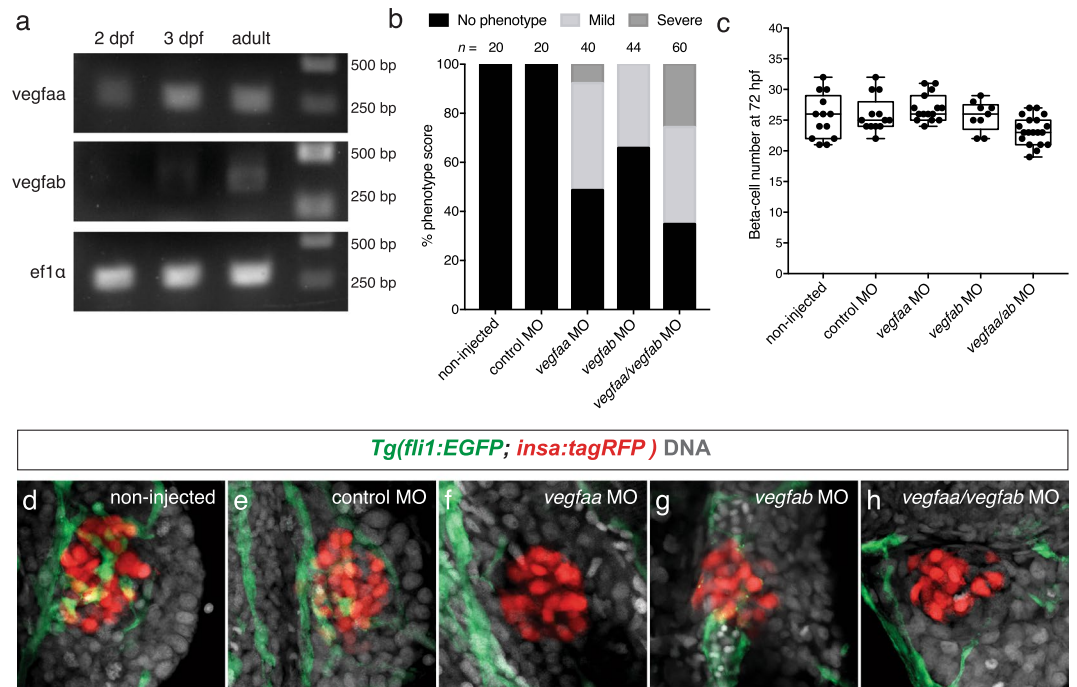 a
2 dpf 3 dpf adult
vegfaa
500 bp
250 bp
vegfab
500 bp
250 bp
ef1α
500 bp
250 bp
b
No phenotype Mild Severe
n = 20 20 40 44 60
% phenotype score
100
80
60
40
20
0
non-injected
control MO
vegfaa MO
vegfab MO
vegfaa/vegfab MO
c
Beta-cell number at 72 hpf
40
35
30
25
20
15
10
5
0
non-injected
control MO
vegfaa MO
vegfab MO
vegfaa/ab MO
Tg(fli1:EGFP; insa:tagRFP ) DNA
d non-injected
e control MO
f vegfaa MO
g vegfab MO
h vegfaa/vegfab MO